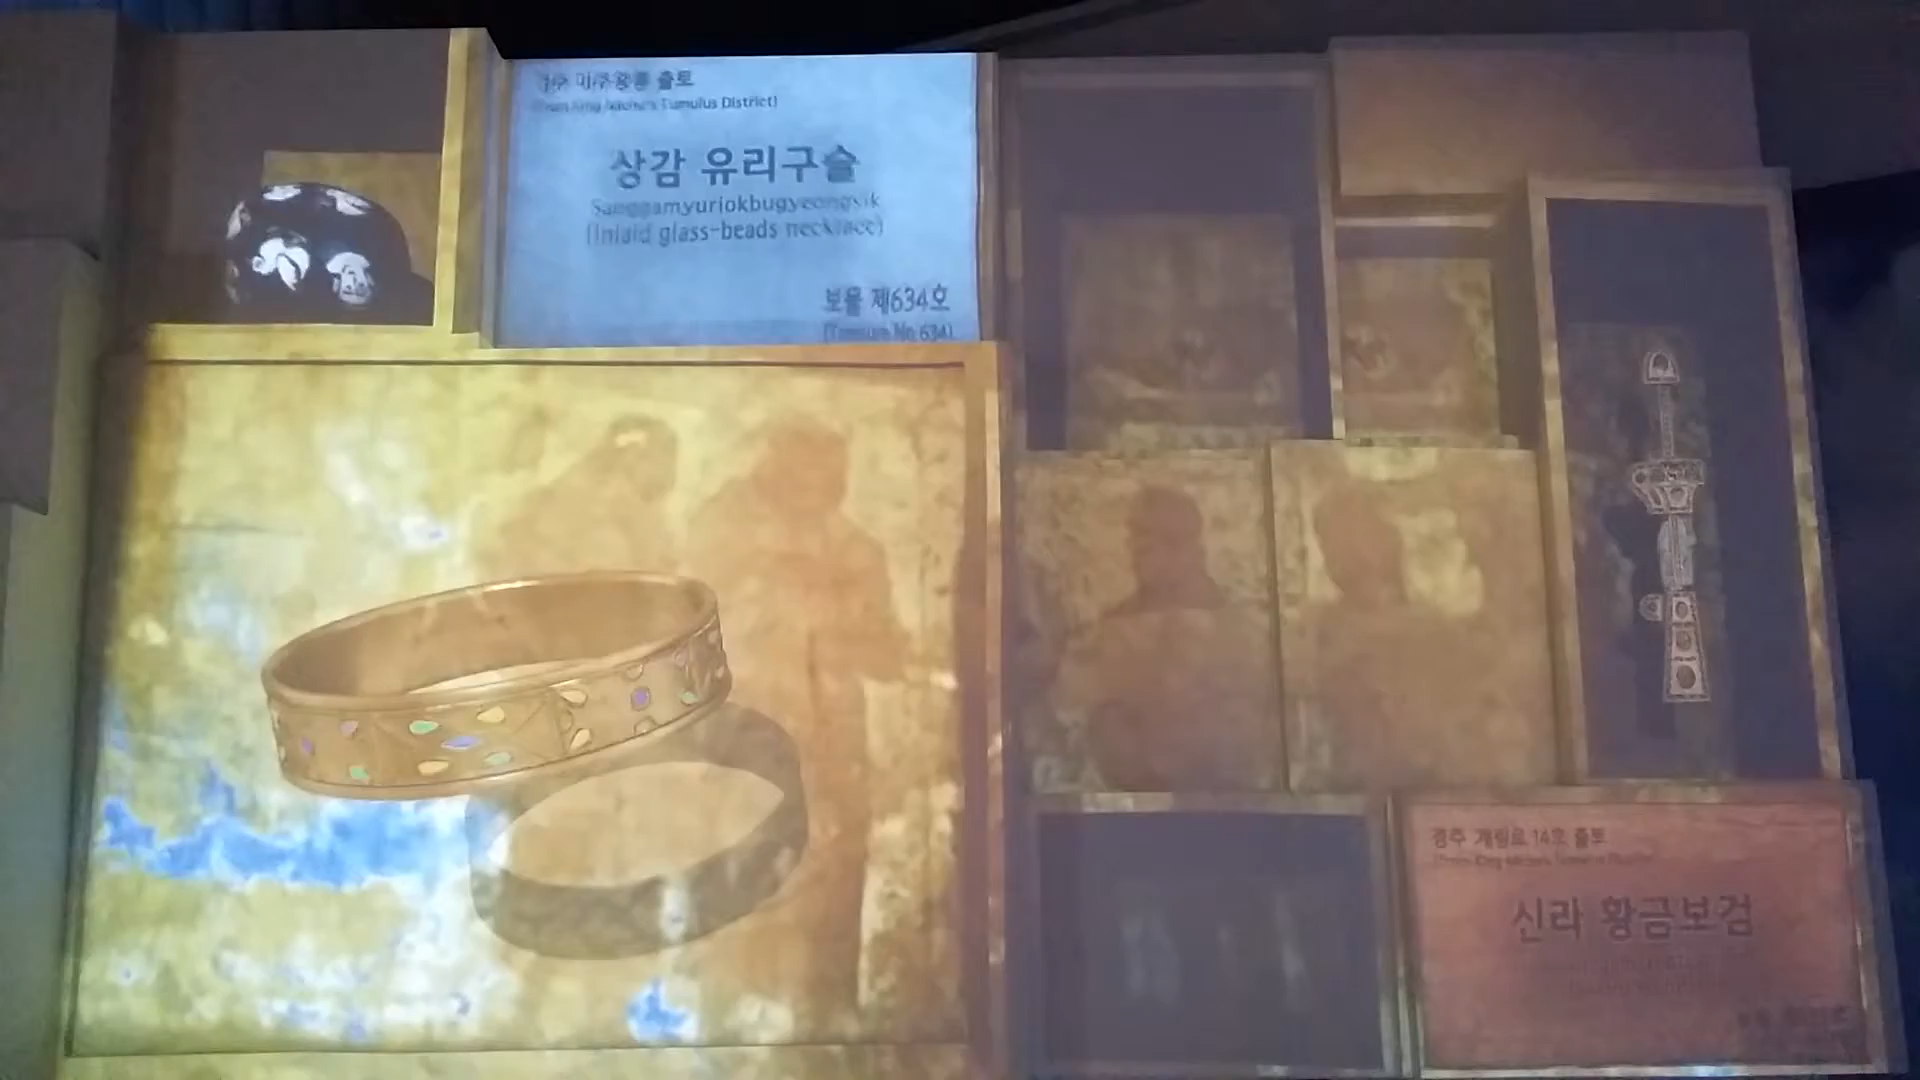 경주 미추왕릉 출토
Tumulus District)
상감 유리구슬
Sanggamyuriokbugyeongsik
(Inlaid glass-beads necklace)
보물 제634호
(Treasure No.634)
경주 계림로 14호 출토
신라 황금보검